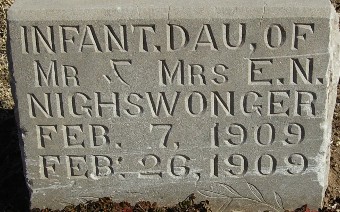 INFANT. DAU. OF
MR & MRS E. N.
NIGHSWONGER
FEB. 7, 1909
FEB. 26, 1909